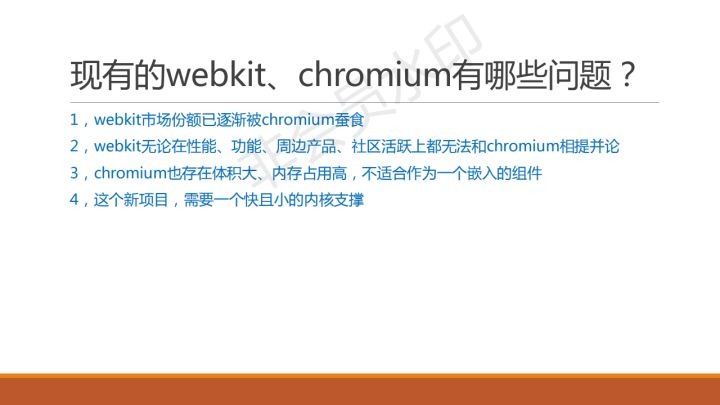 现有的webkit、chromium有哪些问题？
1，webkit市场份额已逐渐被chromium蚕食
2，webkit无论在性能、功能、周边产品、社区活跃上都无法和chromium相提并论
3，chromium也存在体积大、内存占用高，不适合作为一个嵌入的组件
4，这个新项目，需要一个快且小的内核支撑
非会员水印